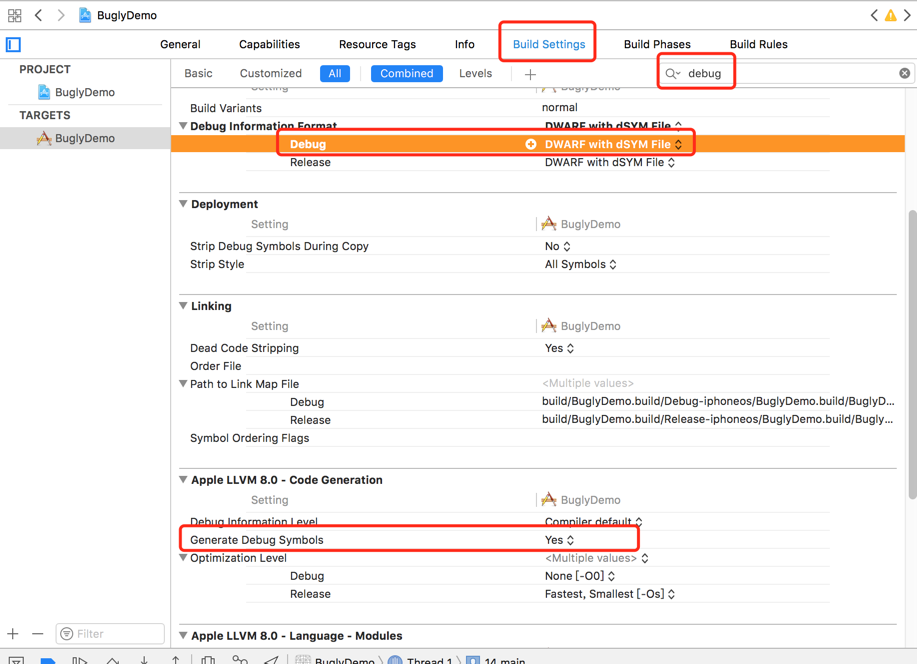 BuglyDemo
General Capabilities Resource Tags Info Build Settings Build Phases Build Rules
PROJECT
BuglyDemo
TARGETS
BuglyDemo
Basic Customized All Combined Levels debug
Setting BuglyDemo
Build Variants normal
Debug Information Format DWARF with dSYM File
Debug DWARF with dSYM File
Release DWARF with dSYM File
Deployment
Setting BuglyDemo
Strip Debug Symbols During Copy No
Strip Style All Symbols
Linking
Setting BuglyDemo
Dead Code Stripping Yes
Order File
Path to Link Map File <Multiple values>
Debug build/BuglyDemo.build/Debug-iphoneos/BuglyDemo.build/BuglyD...
Release build/BuglyDemo.build/Release-iphoneos/BuglyDemo.build/Bugly...
Symbol Ordering Flags
Apple LLVM 8.0 - Code Generation
Setting BuglyDemo
Debug Information Level Compiler default
Generate Debug Symbols Yes
Optimization Level <Multiple values>
Debug None [-O0]
Release Fastest, Smallest [-Os]
Apple LLVM 8.0 - Language - Modules
Filter
BuglyDemo Thread 1 14 main